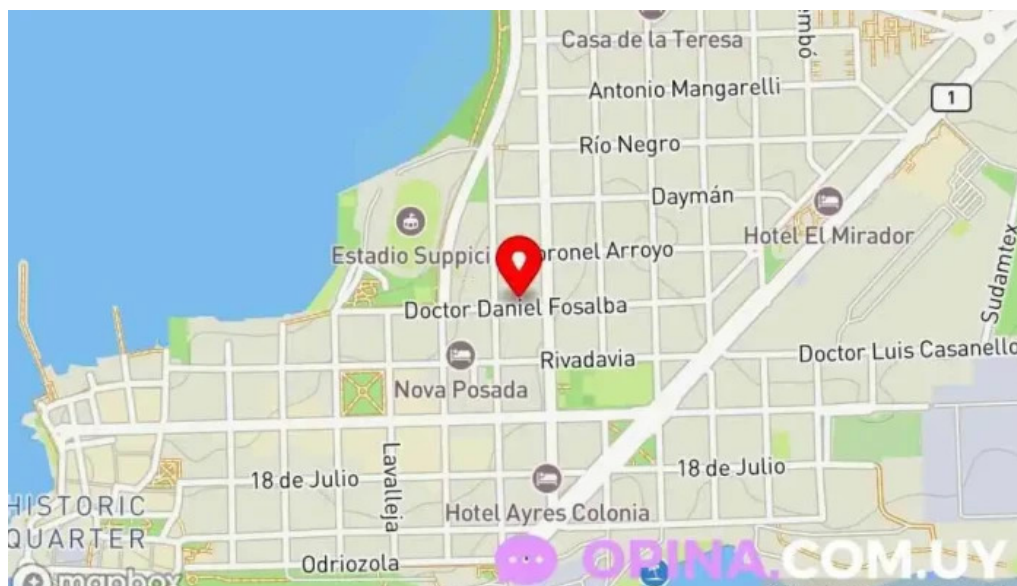 Casa de la Teresa
Antonio Mangarelli
1
Río Negro
Daymán
Hotel El Mirador
Estadio Suppici
oronel Arroyo
Sudamtex
Doctor Daniel Fosalba
Rivadavia
Doctor Luis Casanello
Nova Posada
Lavalleja
18 de Julio
18 de Julio
HISTORIC
QUARTER
Hotel Ayres Colonia
Odriozola
mapbox
OPINA.COM.UY